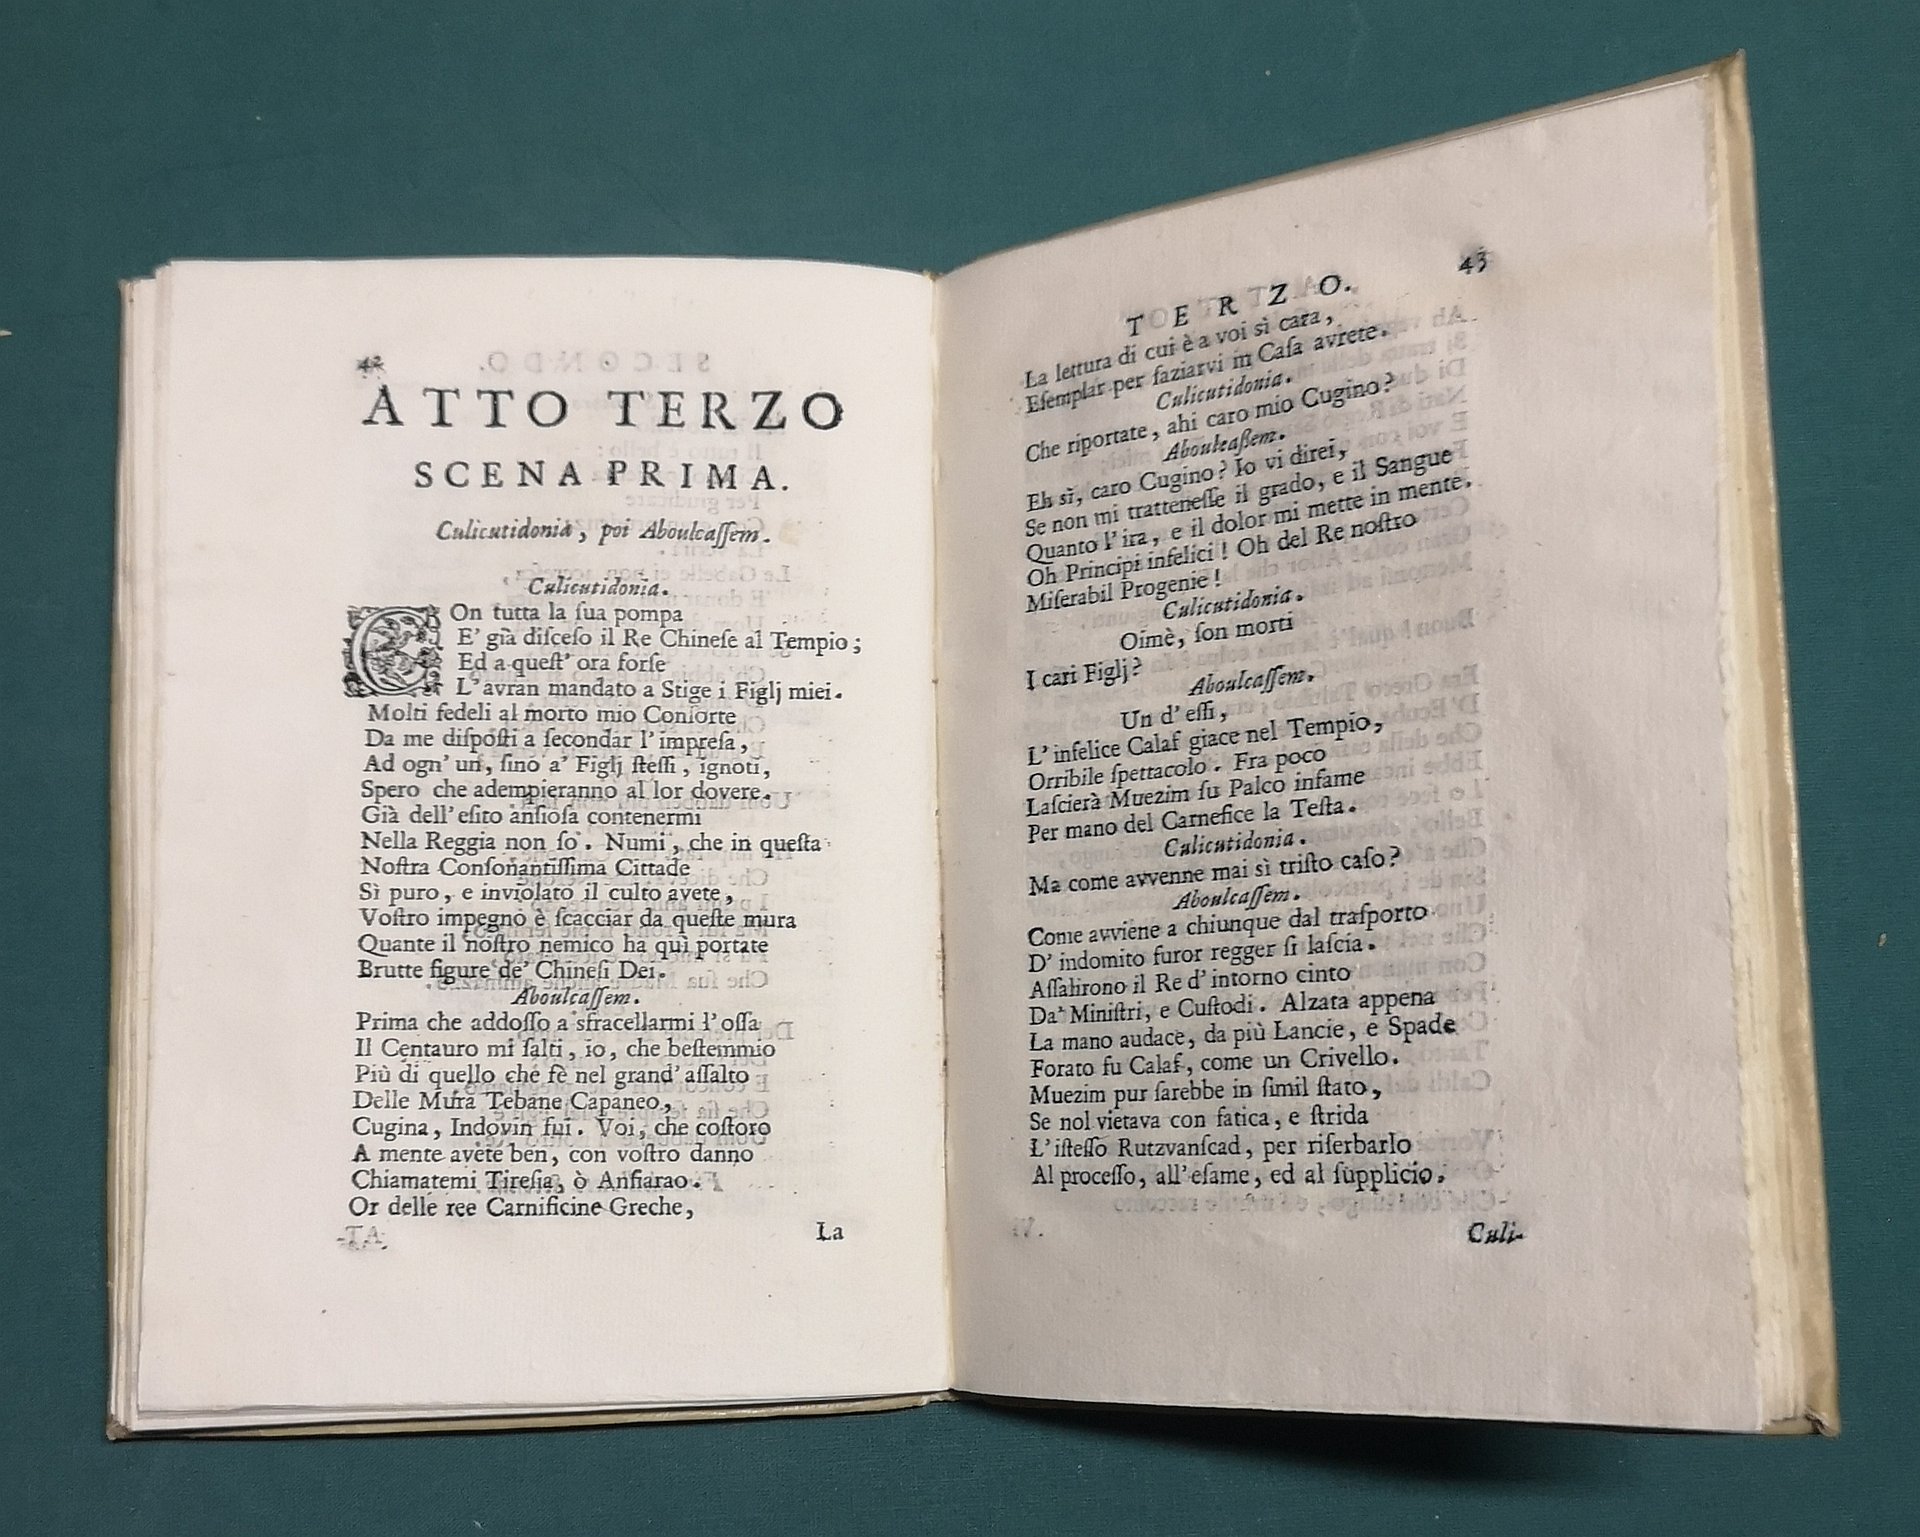 42
ATTO TERZO
SCENA PRIMA.
Culicutidonia, poi Aboulcaſſem.
Culicutidonia.
COn tutta la ſua pompa
E' già diſceſo il Re Chineſe al Tempio;
Ed a queſt' ora forſe
L'avran mandato a Stige i Figlj miei.
Molti fedeli al morto mio Conſorte
Da me diſpoſti a ſecondar l'impreſa,
Ad ogn' un, ſino a' Figlj ſteſſi, ignoti,
Spero che adempieranno al lor dovere.
Già dell'eſito anſioſa contenermi
Nella Reggia non ſo. Numi, che in queſta
Noſtra Conſonantiſſima Cittade
Sì puro, e inviolato il culto avete,
Voſtro impegno è ſcacciar da queſte mura
Quante il noſtro nemico ha quì portate
Brutte figure de' Chineſi Dei.
Aboulcaſſem.
Prima che addoſſo a sfracellarmi l'oſſa
Il Centauro mi ſalti, io, che beſtemmio
Più di quello che fè nel grand' aſſalto
Delle Mura Tebane Capaneo,
Cugina, Indovin fui. Voi, che coſtoro
A mente avete ben, con voſtro danno
Chiamatemi Tireſia, ò Anfiarao.
Or delle ree Carnificine Greche,
La
43
TERZO.
La lettura di cui è a voi sì cara,
Eſemplar per ſaziarvi in Caſa avrete.
Culicutidonia.
Che riportate, ahi caro mio Cugino?
Aboulcaßem.
Eh sì, caro Cugino? Io vi direi,
Se non mi tratteneſſe il grado, e il Sangue
Quanto l'ira, e il dolor mi mette in mente.
Oh Principi infelici! Oh del Re noſtro
Miſerabil Progenie!
Culicutidonia.
Oimè, ſon morti
I cari Figlj?
Aboulcaſſem.
Un d' eſſi,
L'infelice Calaf giace nel Tempio,
Orribile ſpettacolo. Fra poco
Laſcierà Muezim ſu Palco infame
Per mano del Carnefice la Teſta.
Culicutidonia.
Ma come avvenne mai sì triſto caſo?
Aboulcaſſem.
Come avviene a chiunque dal traſporto
D' indomito furor regger ſi laſcia.
Aſſalirono il Re d'intorno cinto
Da' Miniſtri, e Cuſtodi. Alzata appena
La mano audace, da più Lancie, e Spade
Forato fu Calaf, come un Crivello.
Muezim pur ſarebbe in ſimil ſtato,
Se nol vietava con fatica, e ſtrida
L'iſteſſo Rutzvanſcad, per riſerbarlo
Al proceſſo, all'eſame, ed al ſupplicio.
Culi-